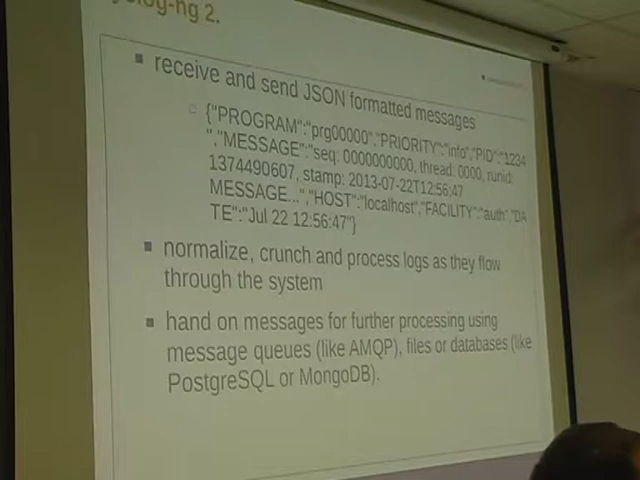 log-ng 2.
receive and send JSON formatted messages
{"PROGRAM":"prg00000","PRIORITY":"info","PID":"1234
","MESSAGE":"seq: 0000000000, thread: 0000, runid:
1374490607, stamp: 2013-07-22T12:56:47
MESSAGE...","HOST":"localhost","FACILITY":"auth","DA
TE":"Jul 22 12:56:47"}
normalize, crunch and process logs as they flow
through the system
hand on messages for further processing using
message queues (like AMQP), files or databases (like
PostgreSQL or MongoDB).